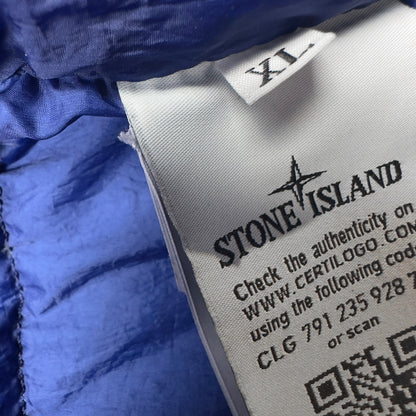 XL
STONE ISLAND
Check the authenticity on
WWW.CERTILOGO.COM
using the following code
CLG 791 235 928
or scan